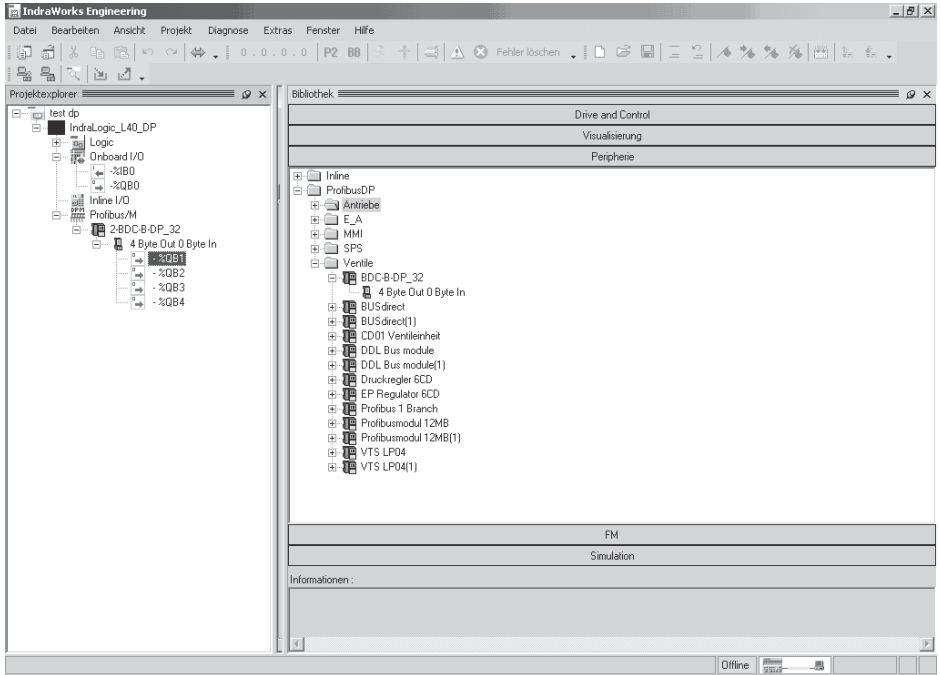 IndraWorks Engineering
Datei Bearbeiten Ansicht Projekt Diagnose Extras Fenster Hilfe
0 . 0 . 0 . 0 P2 BB Fehler löschen
Projektexplorer
test dp
IndraLogic_L40_DP
Logic
Onboard I/O
-%IB0
-%QB0
Inline I/O
Profibus/M
2-BDC-B-DP_32
4 Byte Out 0 Byte In
- %QB1
- %QB2
- %QB3
- %QB4
Bibliothek
Drive and Control
Visualisierung
Peripherie
Inline
ProfibusDP
Antriebe
E_A
MMI
SPS
Ventile
BDC-B-DP_32
4 Byte Out 0 Byte In
BUSdirect
BUSdirect(1)
CD01 Ventileinheit
DDL Bus module
DDL Bus module(1)
Druckregler 6CD
EP Regulator 6CD
Profibus 1 Branch
Profibusmodul 12MB
Profibusmodul 12MB(1)
VTS LP04
VTS LP04(1)
FM
Simulation
Informationen :
Offline